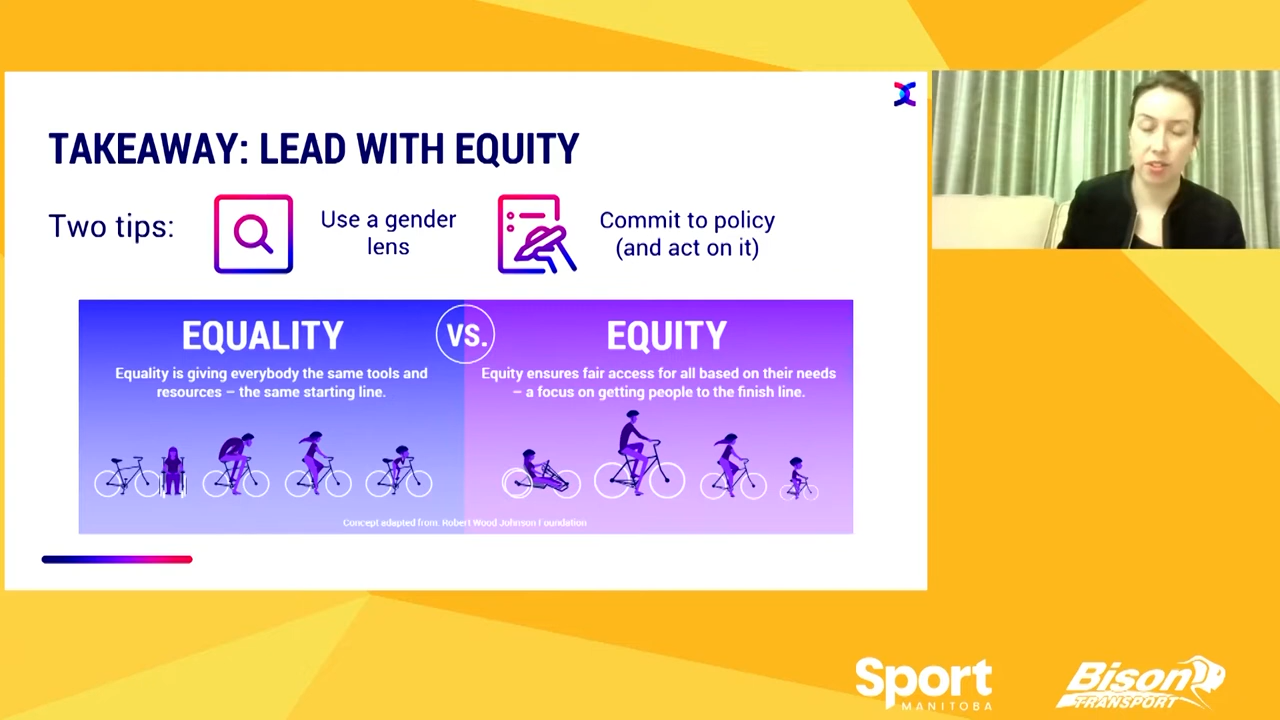 TAKEAWAY: LEAD WITH EQUITY
Two tips:
Use a gender
lens
Commit to policy
(and act on it)
EQUALITY
VS.
EQUITY
Equality is giving everybody the same tools and
resources – the same starting line.
Equity ensures fair access for all based on their needs
– a focus on getting people to the finish line.
Concept adapted from: Robert Wood Johnson Foundation
Sport
MANITOBA
Bison
TRANSPORT